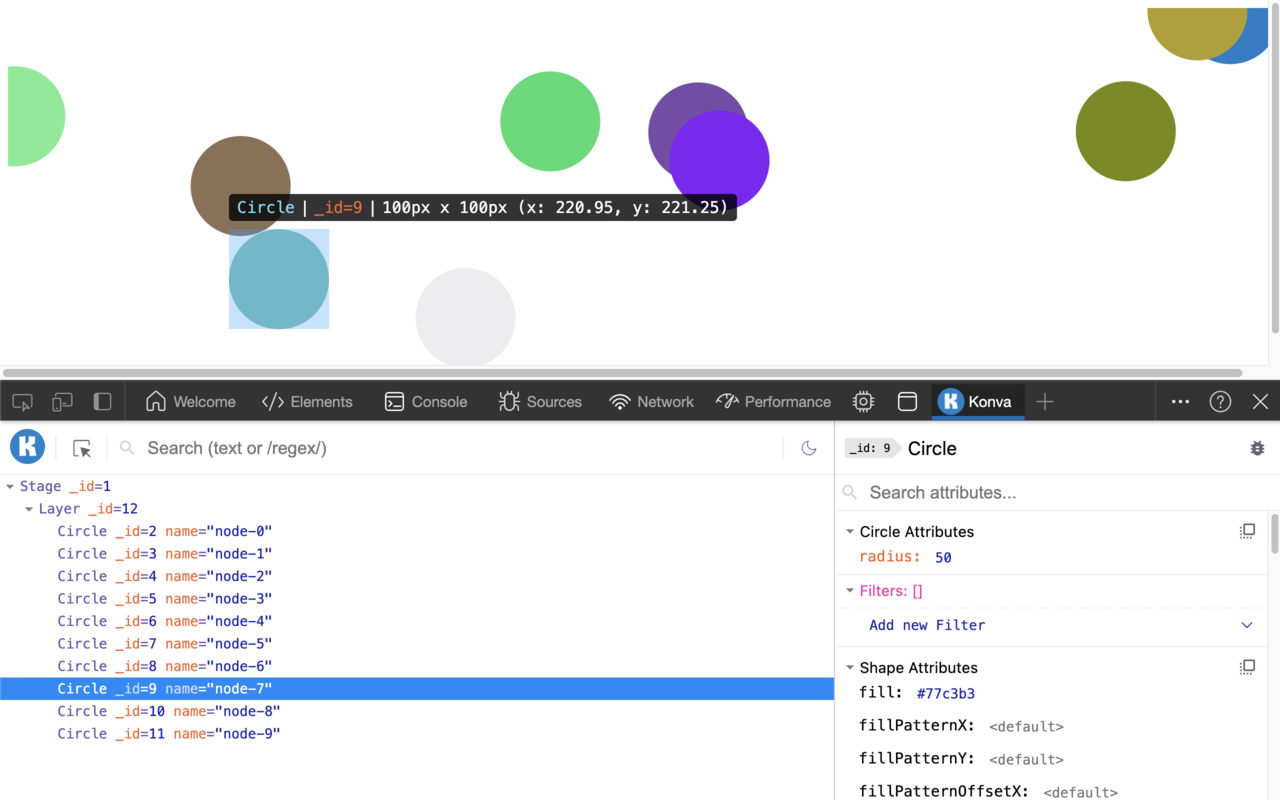 Circle | _id=9 | 100px x 100px (x: 220.95, y: 221.25)
Welcome Elements Console Sources Network Performance K Konva
K Search (text or /regex/)
Stage _id=1
Layer _id=12
Circle _id=2 name="node-0"
Circle _id=3 name="node-1"
Circle _id=4 name="node-2"
Circle _id=5 name="node-3"
Circle _id=6 name="node-4"
Circle _id=7 name="node-5"
Circle _id=8 name="node-6"
Circle _id=9 name="node-7"
Circle _id=10 name="node-8"
Circle _id=11 name="node-9"
_id: 9 Circle
Search attributes...
Circle Attributes
radius: 50
Filters: []
Add new Filter
Shape Attributes
fill: #77c3b3
fillPatternX: <default>
fillPatternY: <default>
fillPatternOffsetX: <default>